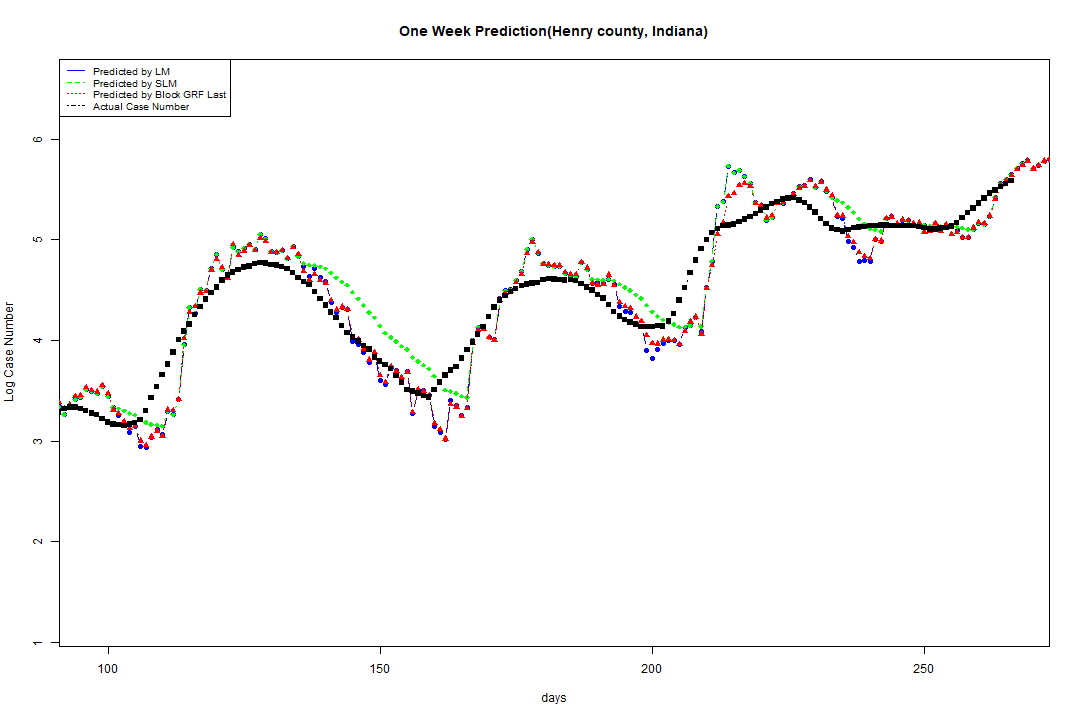 One Week Prediction(Henry county, Indiana)
Predicted by LM
Predicted by SLM
Predicted by Block GRF Last
Actual Case Number
Log Case Number
6
5
4
3
2
1
100 150 200 250
days